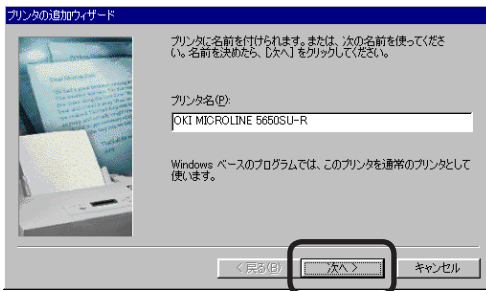 プリンタの追加ウィザード
プリンタに名前を付けられます。または、次の名前を使ってくださ
い。名前を決めたら、[次へ] をクリックしてください。
プリンタ名(P):
OKI MICROLINE 5650SU-R
Windows ベースのプログラムでは、このプリンタを通常のプリンタとして
使います。
< 戻る(B)
次へ >
キャンセル